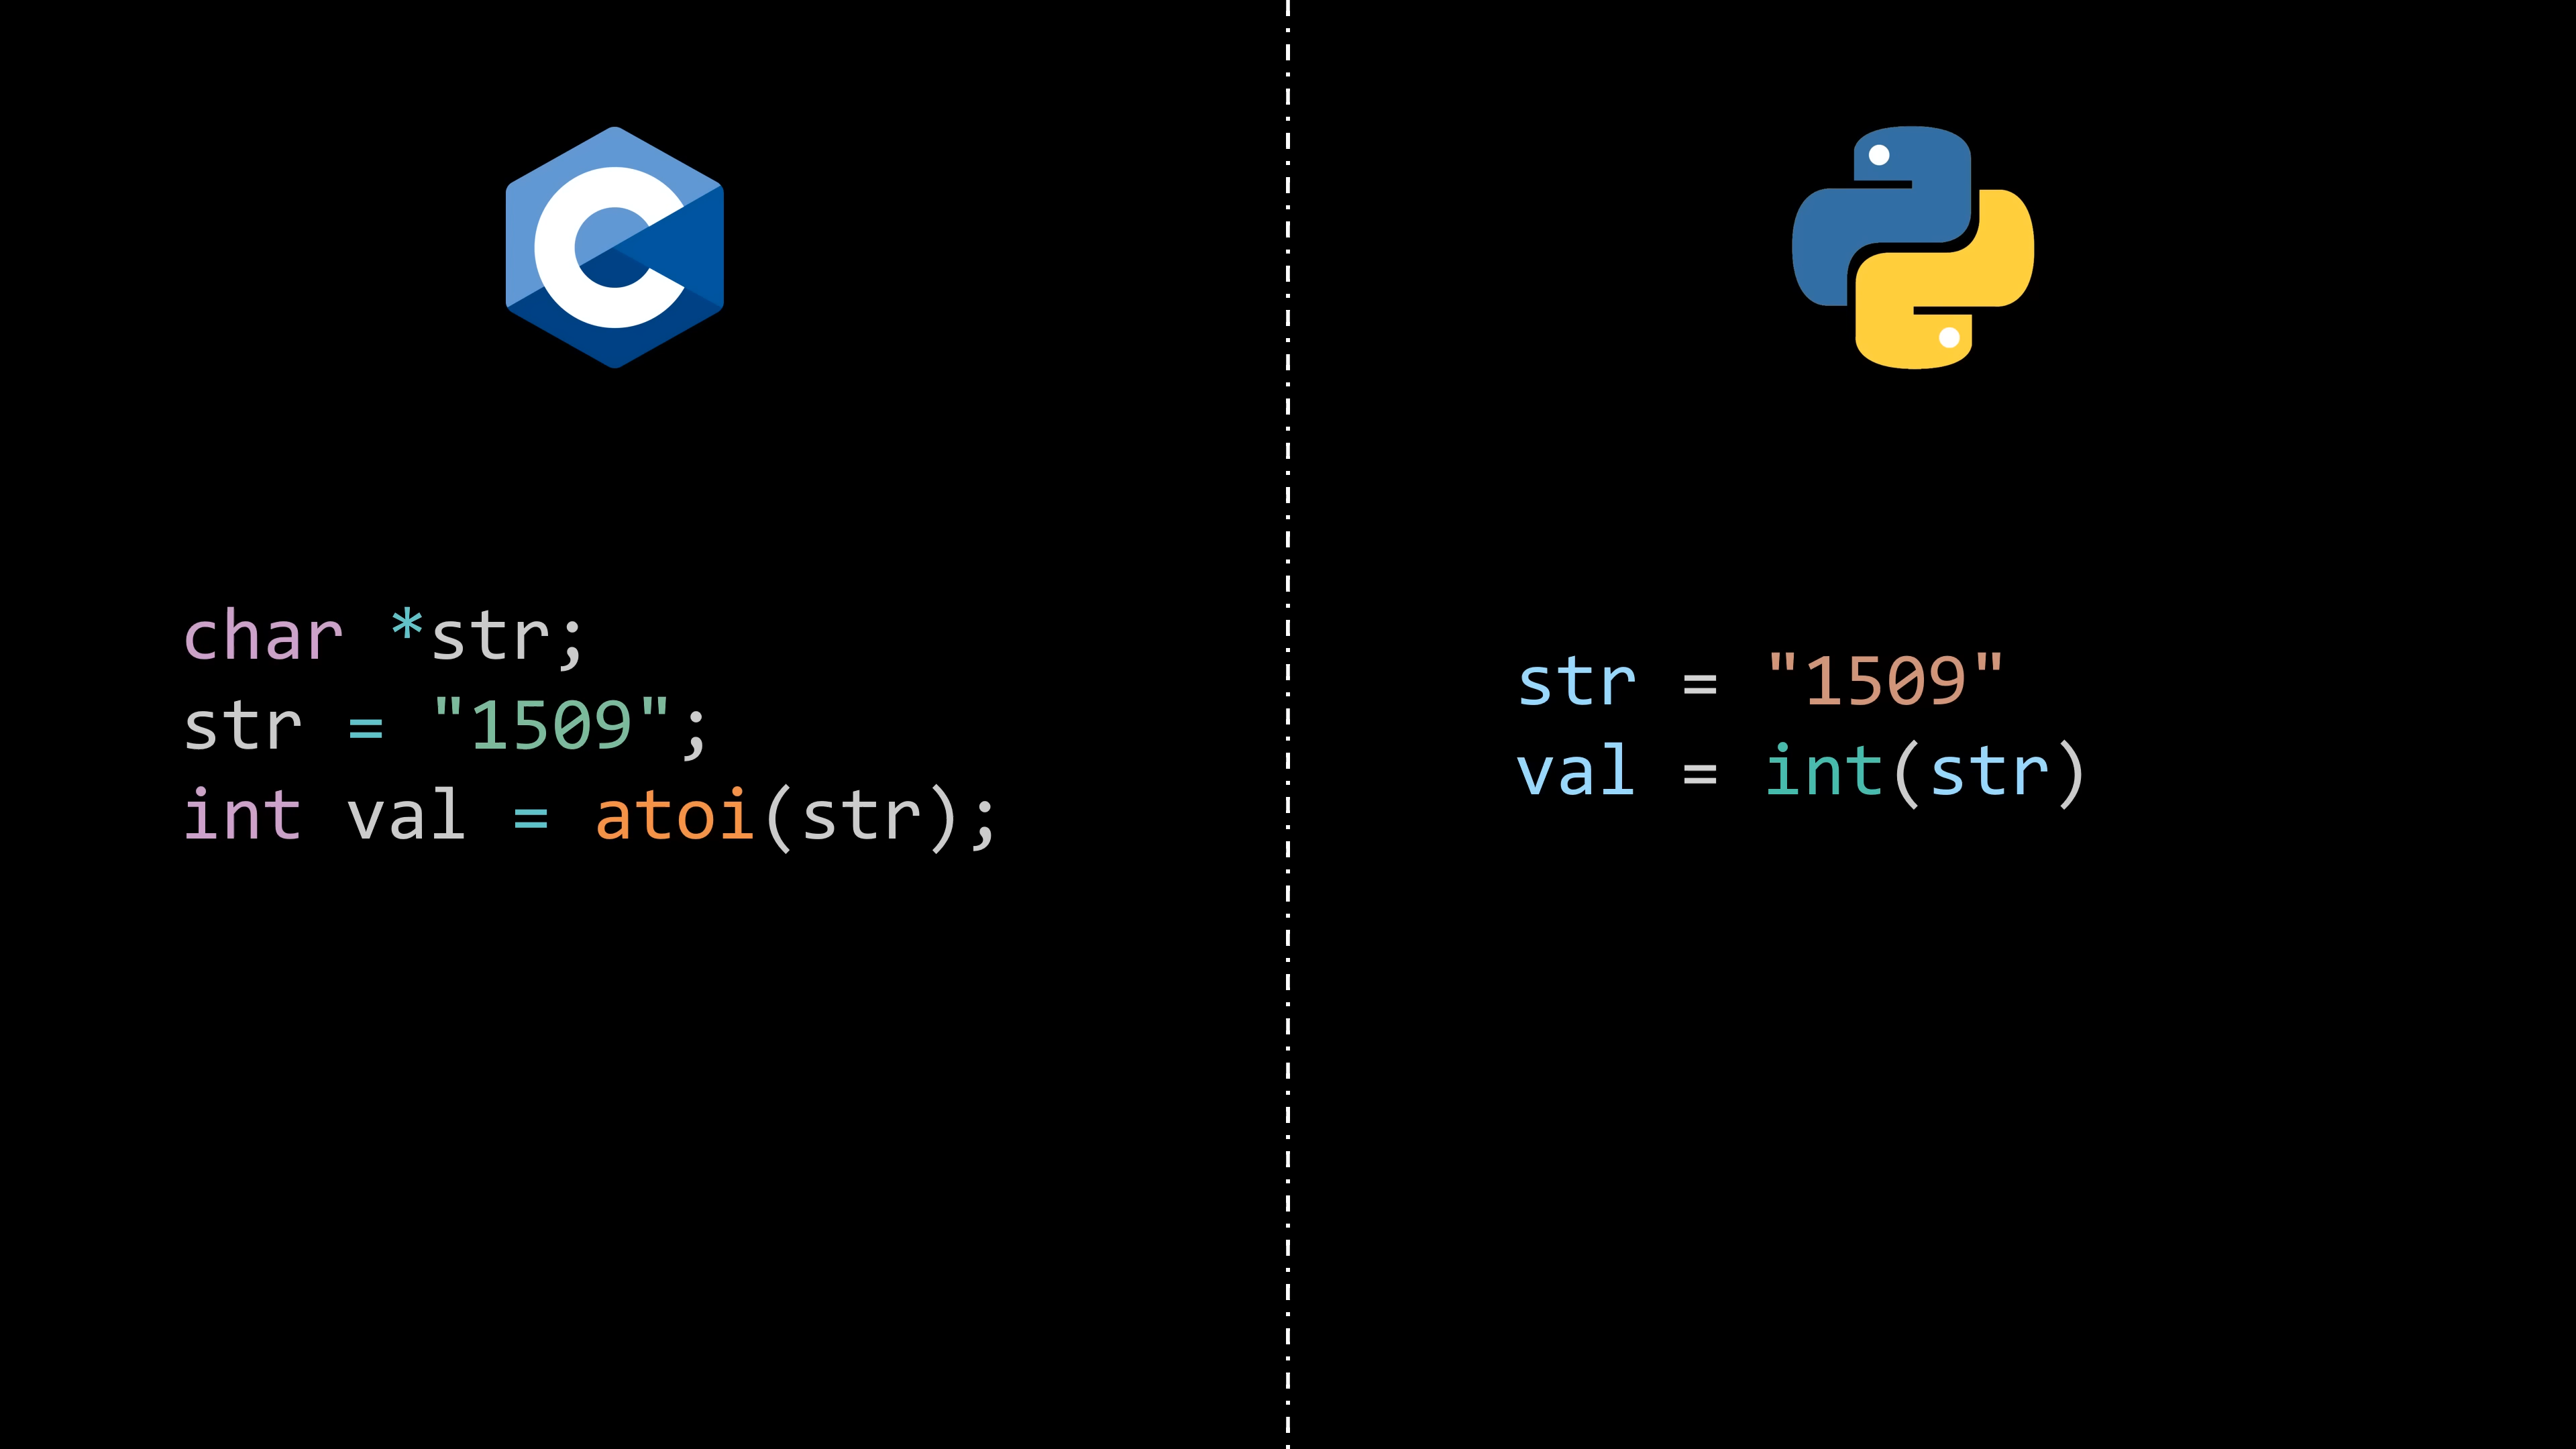 C
char *str;
str = "1509";
int val = atoi(str);
str = "1509"
val = int(str)